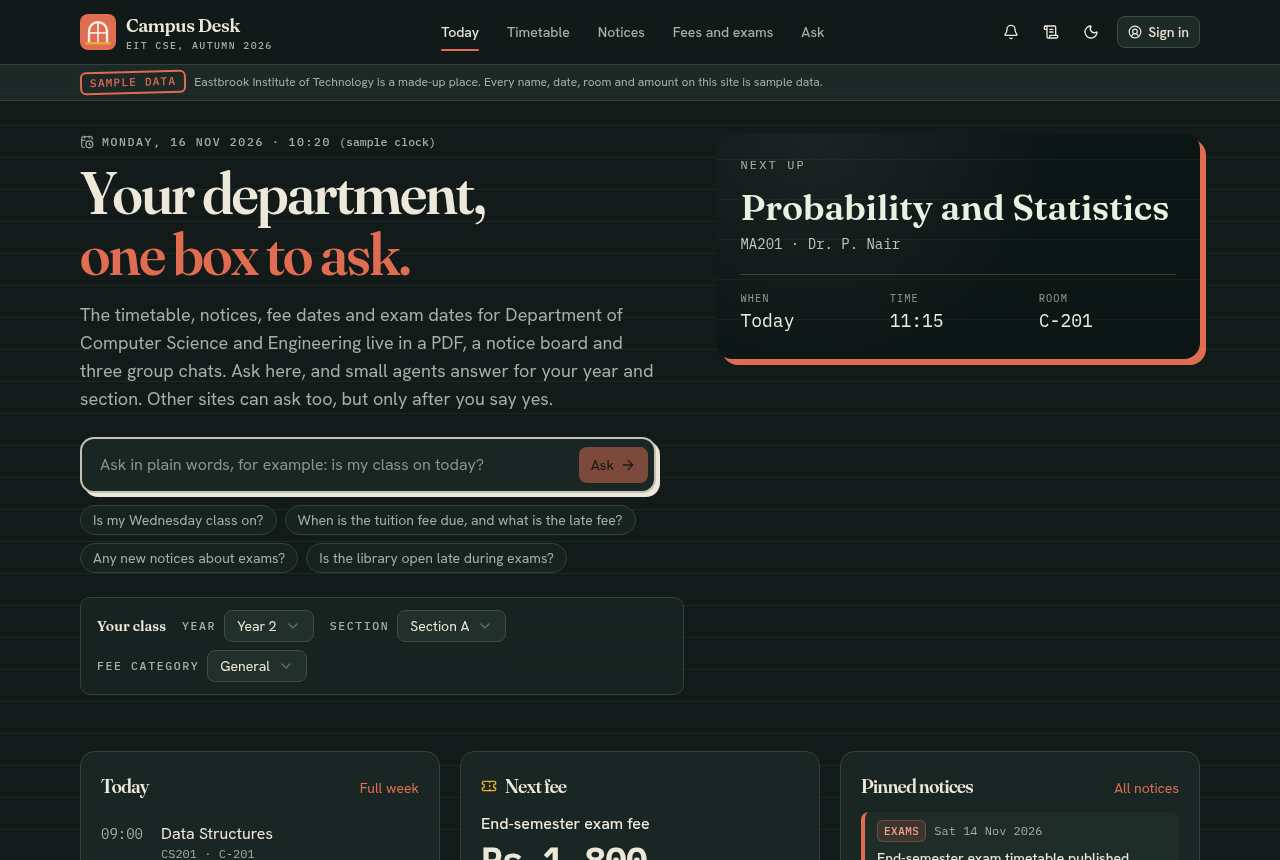 Campus Desk
EIT CSE, AUTUMN 2026
Today
Timetable
Notices
Fees and exams
Ask
Sign in
SAMPLE DATA
Eastbrook Institute of Technology is a made-up place. Every name, date, room and amount on this site is sample data.
MONDAY, 16 NOV 2026 · 10:20 (sample clock)
Your department,
one box to ask.
The timetable, notices, fee dates and exam dates for Department of
Computer Science and Engineering live in a PDF, a notice board and
three group chats. Ask here, and small agents answer for your year and
section. Other sites can ask too, but only after you say yes.
Ask in plain words, for example: is my class on today?
Ask
Is my Wednesday class on?
When is the tuition fee due, and what is the late fee?
Any new notices about exams?
Is the library open late during exams?
Your class
YEAR
Year 2
SECTION
Section A
FEE CATEGORY
General
NEXT UP
Probability and Statistics
MA201 · Dr. P. Nair
WHEN
TIME
ROOM
Today
11:15
C-201
Today
Full week
09:00
Data Structures
CS201 · C-201
Next fee
End-semester exam fee
Rs 1,800
Pinned notices
All notices
EXAMS
Sat 14 Nov 2026
End-semester exam timetable published